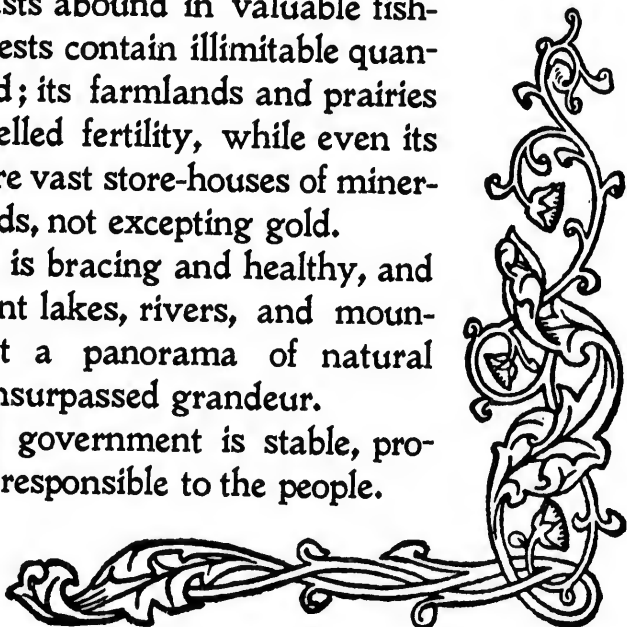 sts abound in valuable fish-
ests contain illimitable quan-
d; its farmlands and prairies
elled fertility, while even its
re vast store-houses of miner-
ds, not excepting gold.
is bracing and healthy, and
nt lakes, rivers, and moun-
t a panorama of natural
nsurpassed grandeur.
government is stable, pro-
responsible to the people.